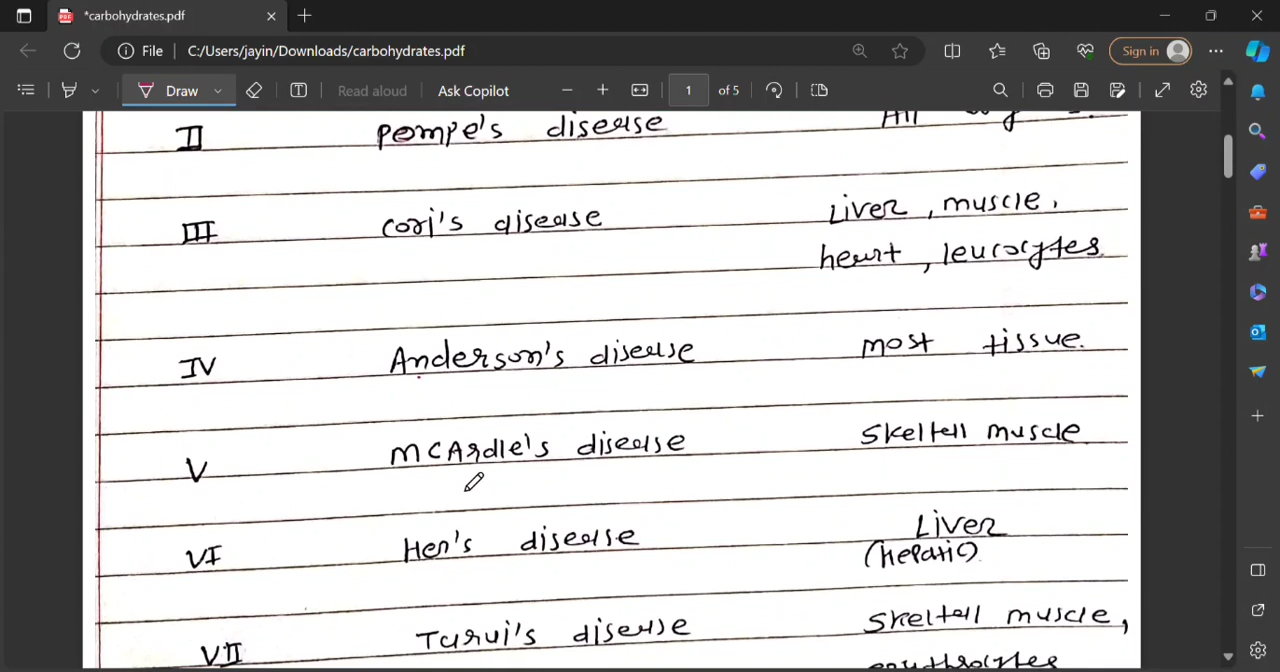 *carbohydrates.pdf
File C:/Users/jayin/Downloads/carbohydrates.pdf Sign in
Draw Read aloud Ask Copilot 1 of 5
II Pompe's disease All
III Cori's disease Liver, muscle,
heart, leucocytes
IV Anderson's disease most tissue.
V MCArdle's disease Skeltell muscle
VI Her's disease Liver
(hepatic)
VII Tarui's disease Skeltell muscle,
erythrocytes